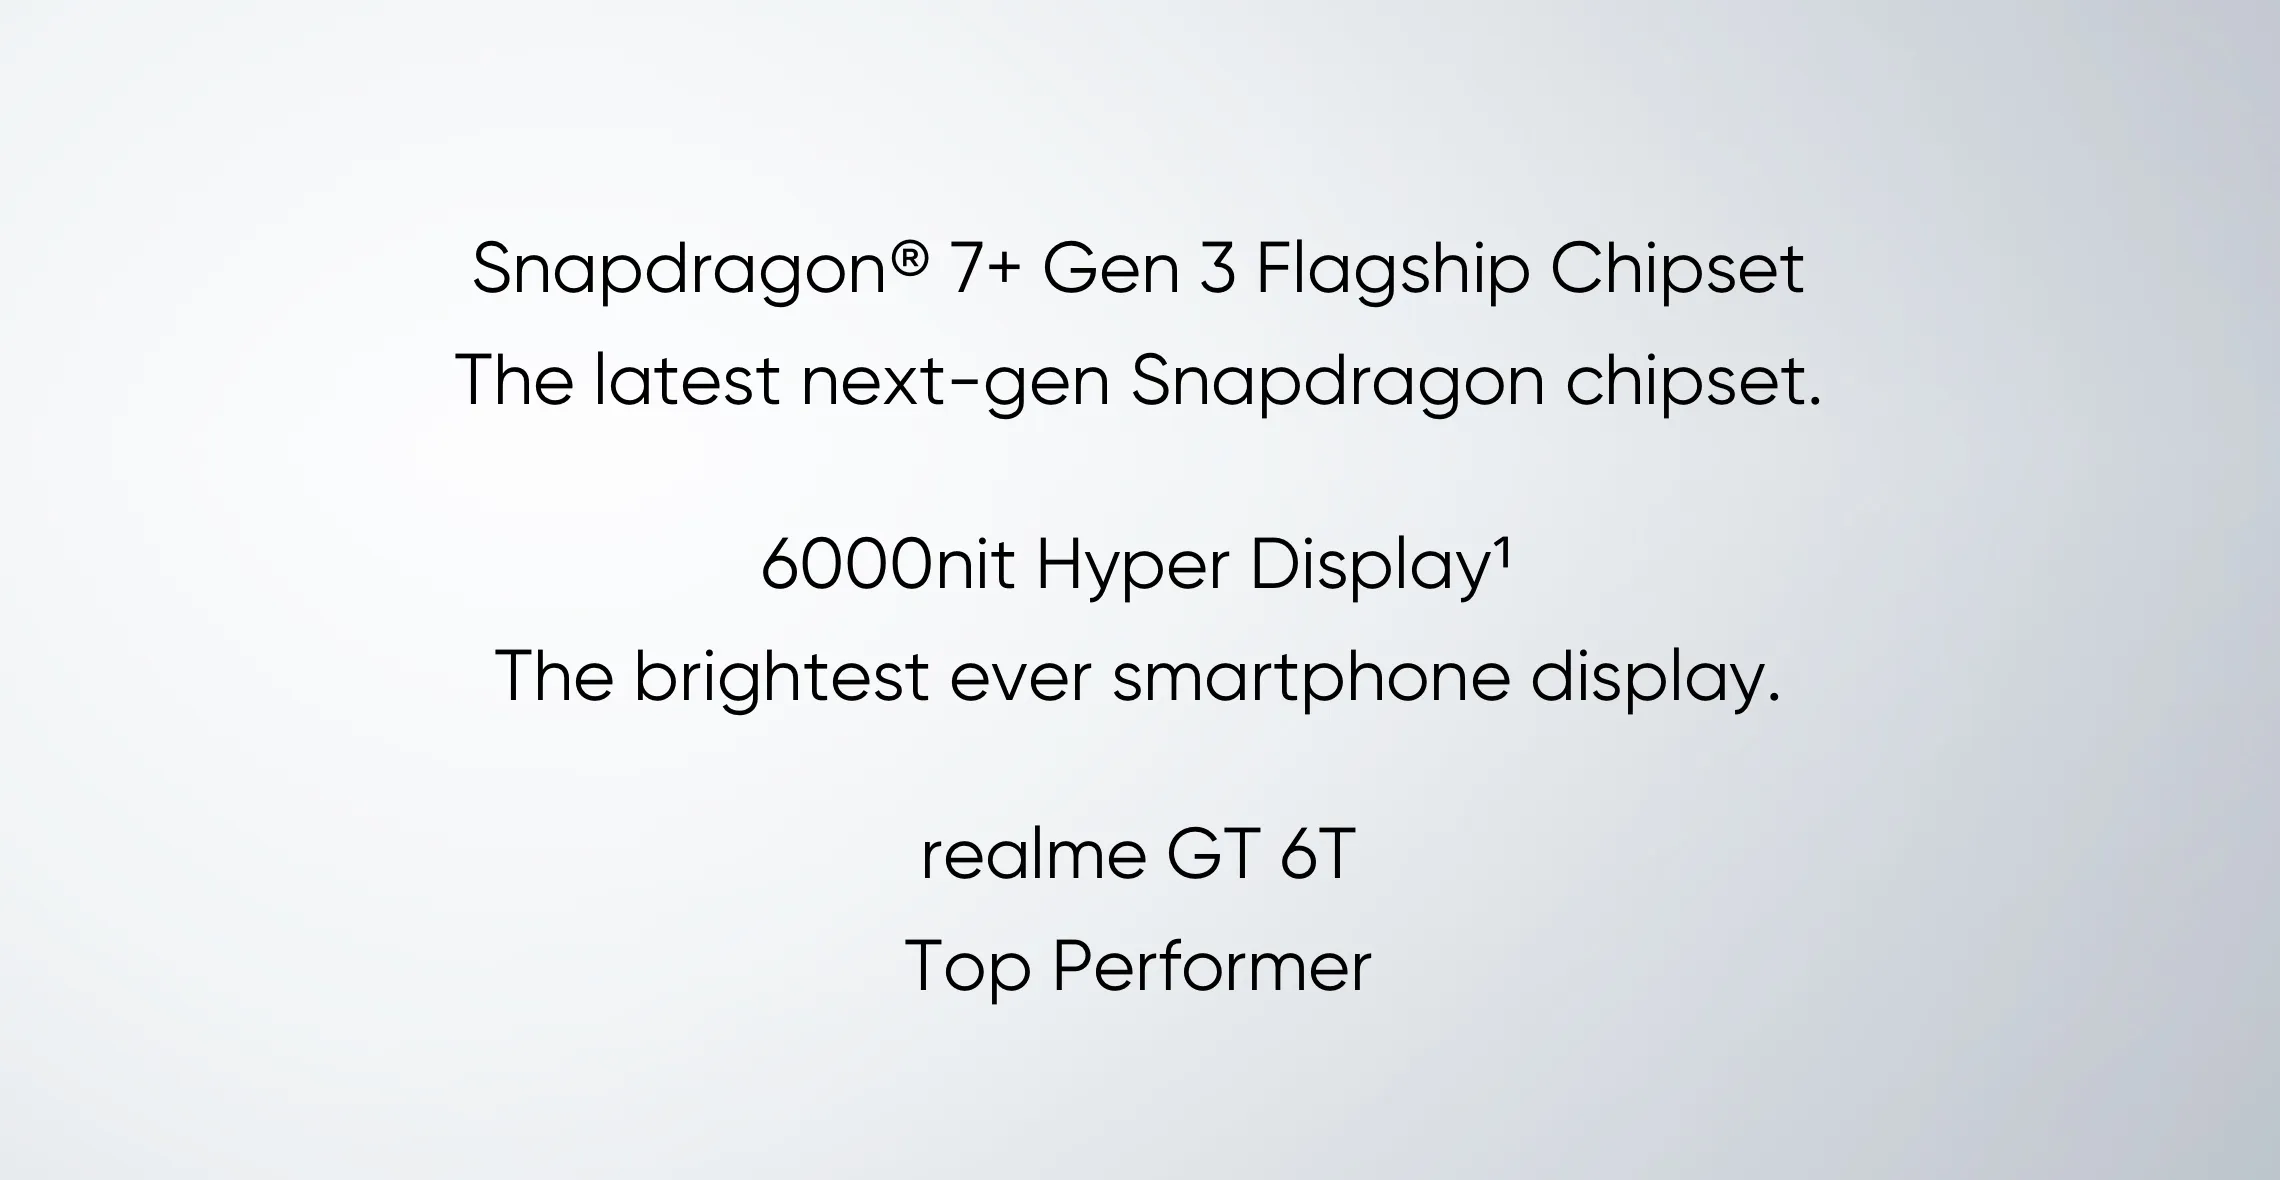 Snapdragon® 7+ Gen 3 Flagship Chipset
The latest next-gen Snapdragon chipset.
6000nit Hyper Display¹
The brightest ever smartphone display.
realme GT 6T
Top Performer